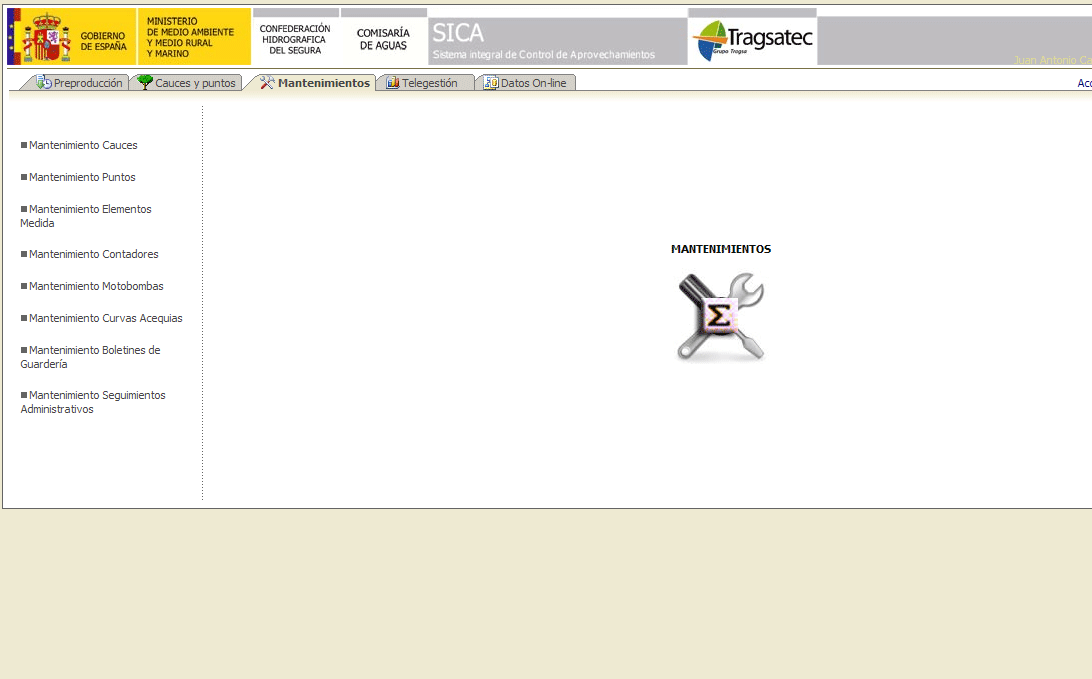 GOBIERNO
DE ESPAÑA
MINISTERIO
DE MEDIO AMBIENTE
Y MEDIO RURAL
Y MARINO
CONFEDERACIÓN
HIDROGRAFICA
DEL SEGURA
COMISARÍA
DE AGUAS
SICA
Sistema integral de Control de Aprovechamientos
Tragsatec
Grupo Tragsa
Juan Antonio Ca
Preproducción
Cauces y puntos
Mantenimientos
Telegestión
Datos On-line
Acc
Mantenimiento Cauces
Mantenimiento Puntos
Mantenimiento Elementos
Medida
Mantenimiento Contadores
Mantenimiento Motobombas
Mantenimiento Curvas Acequias
Mantenimiento Boletines de
Guardería
Mantenimiento Seguimientos
Administrativos
MANTENIMIENTOS
Σ